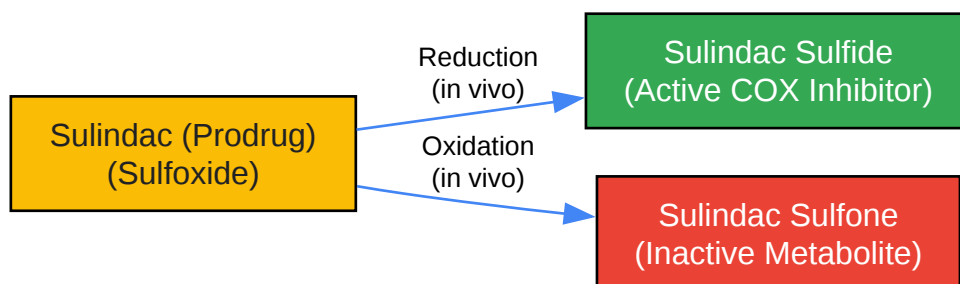 Sulindac (Prodrug)
(Sulfoxide)
Reduction
(in vivo)
Oxidation
(in vivo)
Sulindac Sulfide
(Active COX Inhibitor)
Sulindac Sulfone
(Inactive Metabolite)